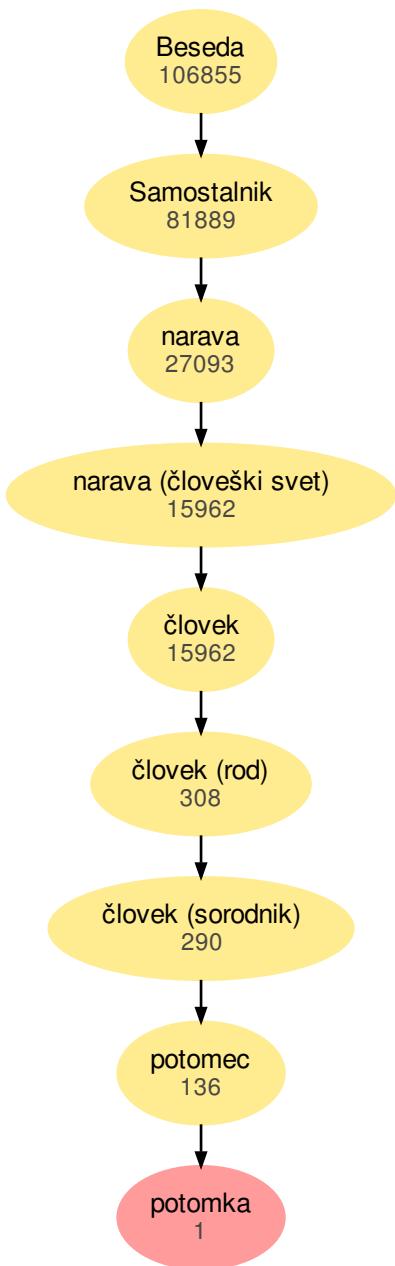 Beseda
106855
Samostalnik
81889
narava
27093
narava (človeški svet)
15962
človek
15962
človek (rod)
308
človek (sorodnik)
290
potomec
136
potomka
1